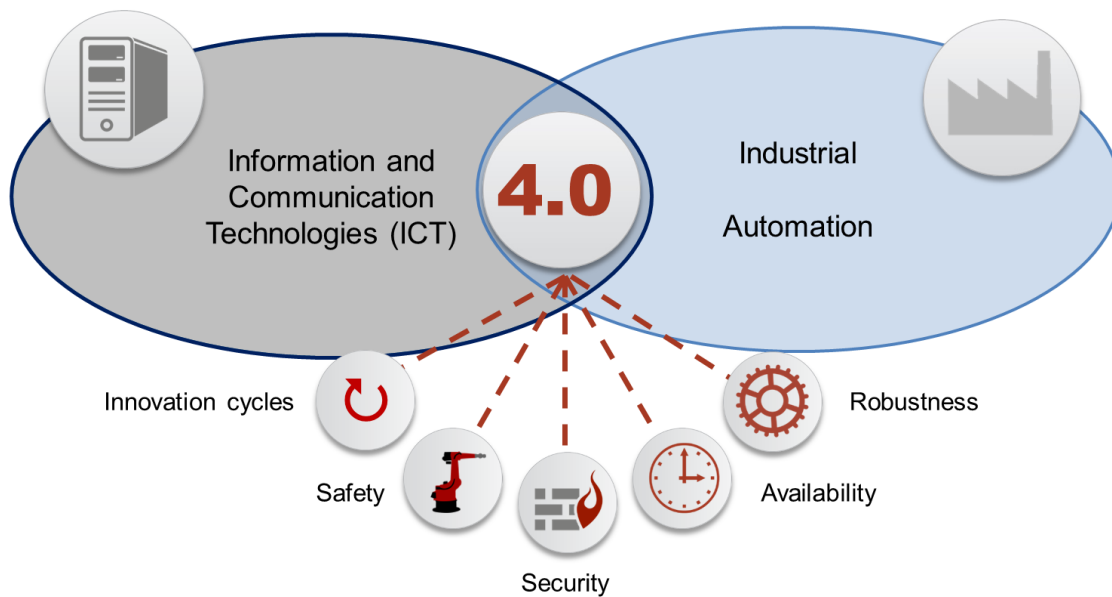 Information and
Communication
Technologies (ICT)
4.0
Industrial
Automation
Innovation cycles
Robustness
Safety
Availability
Security